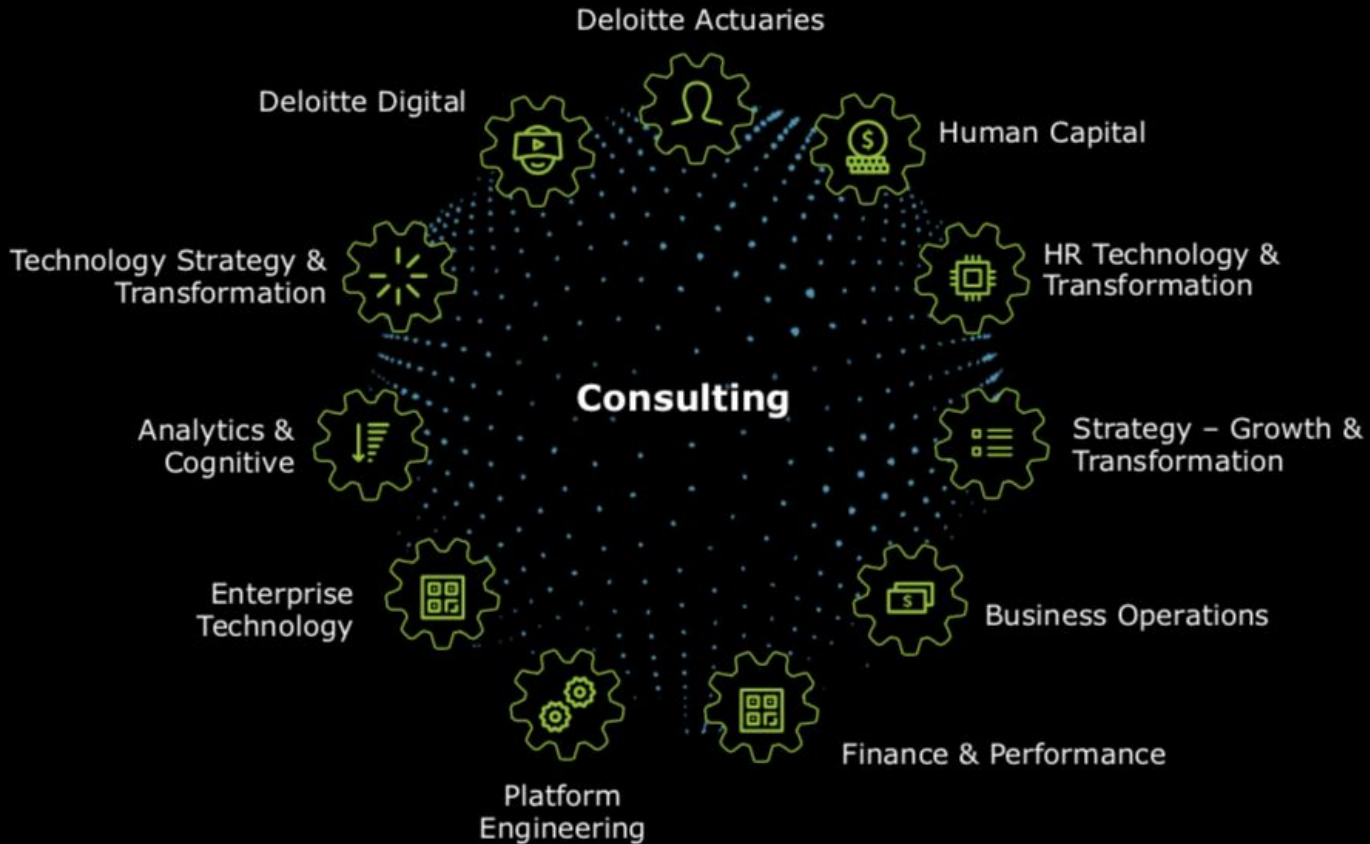 Deloitte Actuaries
Deloitte Digital
Human Capital
Technology Strategy &
Transformation
HR Technology &
Transformation
Consulting
Analytics &
Cognitive
Strategy – Growth &
Transformation
Enterprise
Technology
Business Operations
Finance & Performance
Platform
Engineering